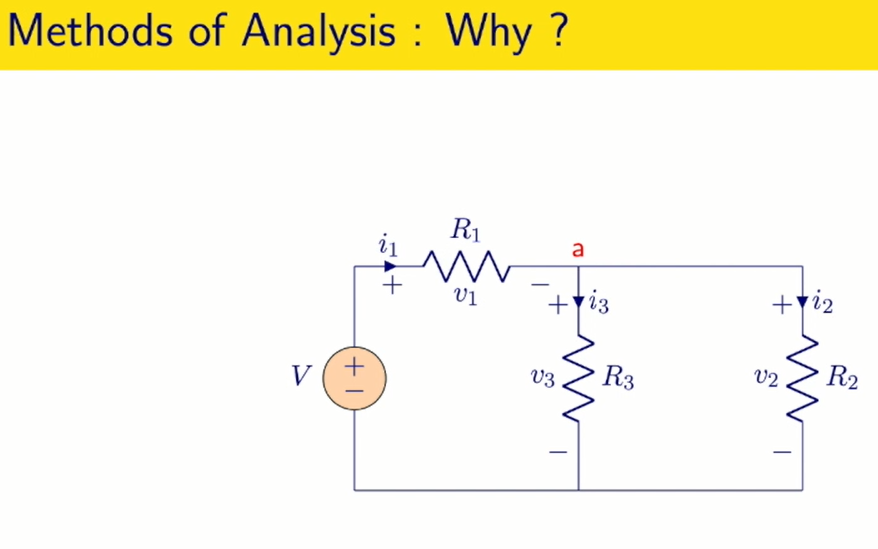 Methods of Analysis : Why ?
R₁
i₁
a
+
v₁
−
+ i₃
+ i₂
V
+
−
v₃
R₃
v₂
R₂
−
−